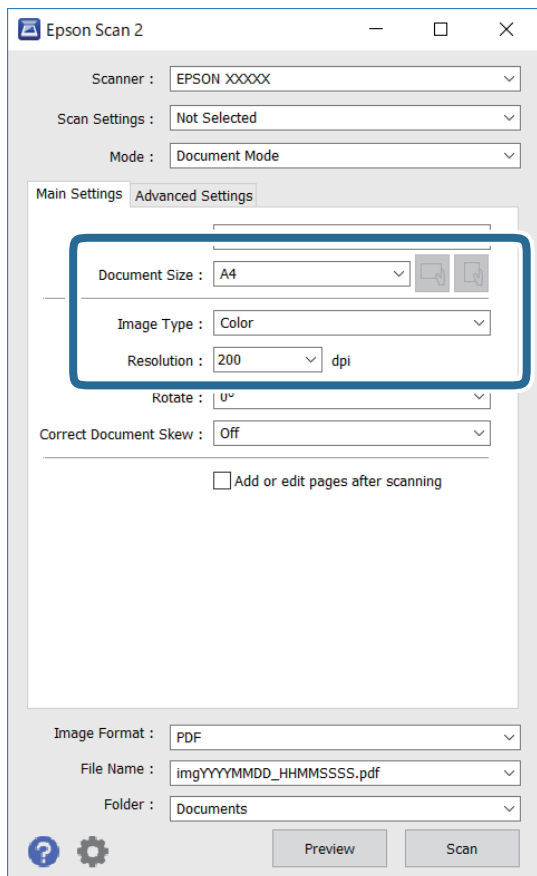 Epson Scan 2
Scanner : EPSON XXXXX
Scan Settings : Not Selected
Mode : Document Mode
Main Settings Advanced Settings
Document Size : A4
Image Type : Color
Resolution : 200 dpi
Rotate : 0°
Correct Document Skew : Off
Add or edit pages after scanning
Image Format : PDF
File Name : imgYYYYMMDD_HHMMSSSS.pdf
Folder : Documents
? Preview Scan